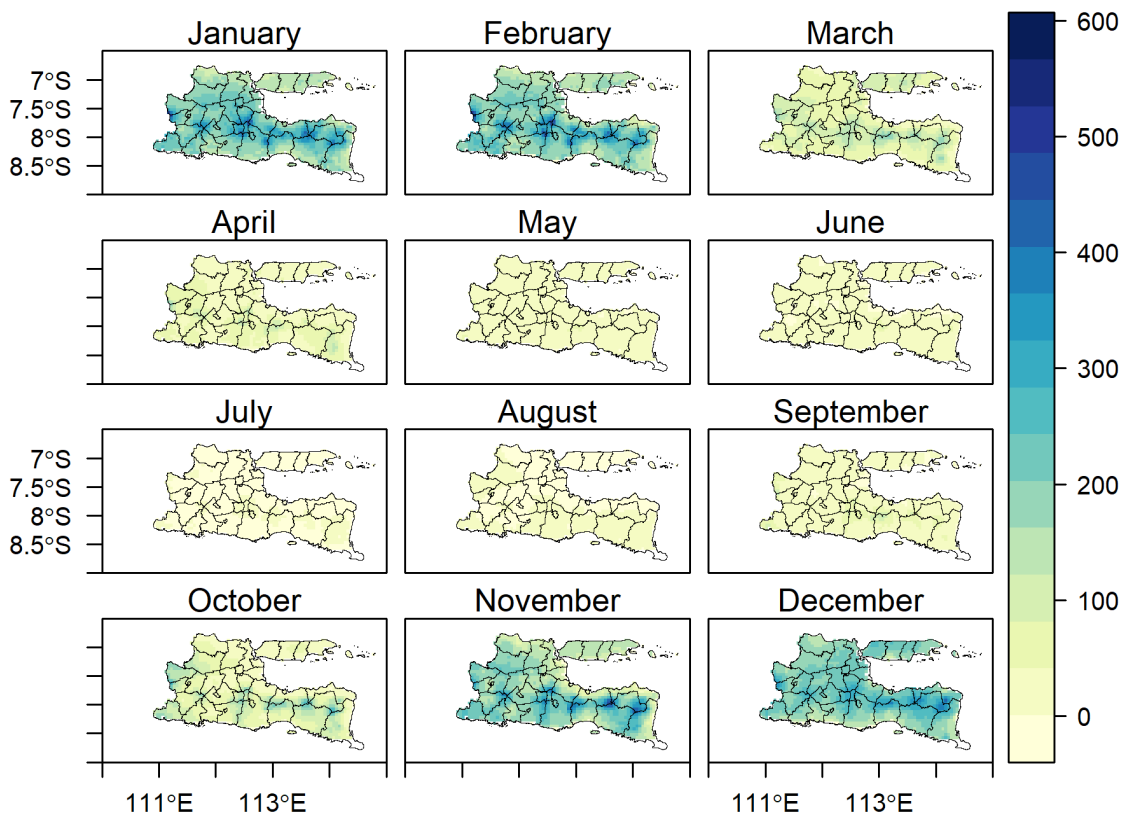 January February March
7°S
7.5°S
8°S
8.5°S
April May June
July August September
7°S
7.5°S
8°S
8.5°S
October November December
111°E 113°E 111°E 113°E
600
500
400
300
200
100
0